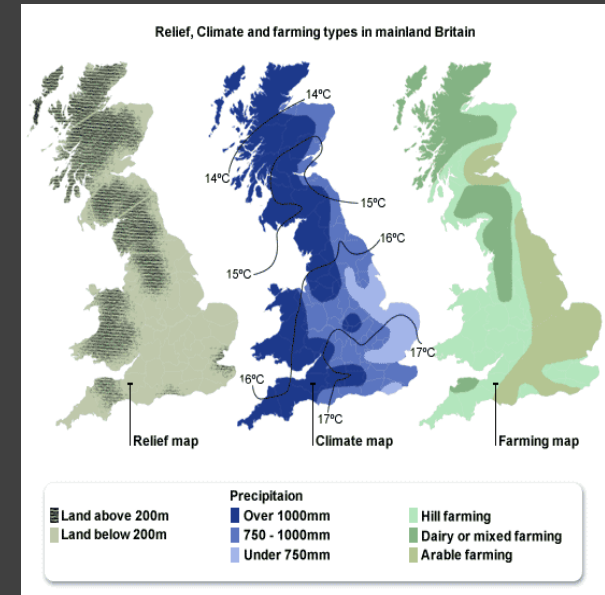 Relief, Climate and farming types in mainland Britain
14ºC
14ºC
15ºC
16ºC
15ºC
17ºC
16ºC
17ºC
Relief map
Climate map
Farming map
Precipitaion
Land above 200m
Over 1000mm
Hill farming
Land below 200m
750 - 1000mm
Dairy or mixed farming
Under 750mm
Arable farming